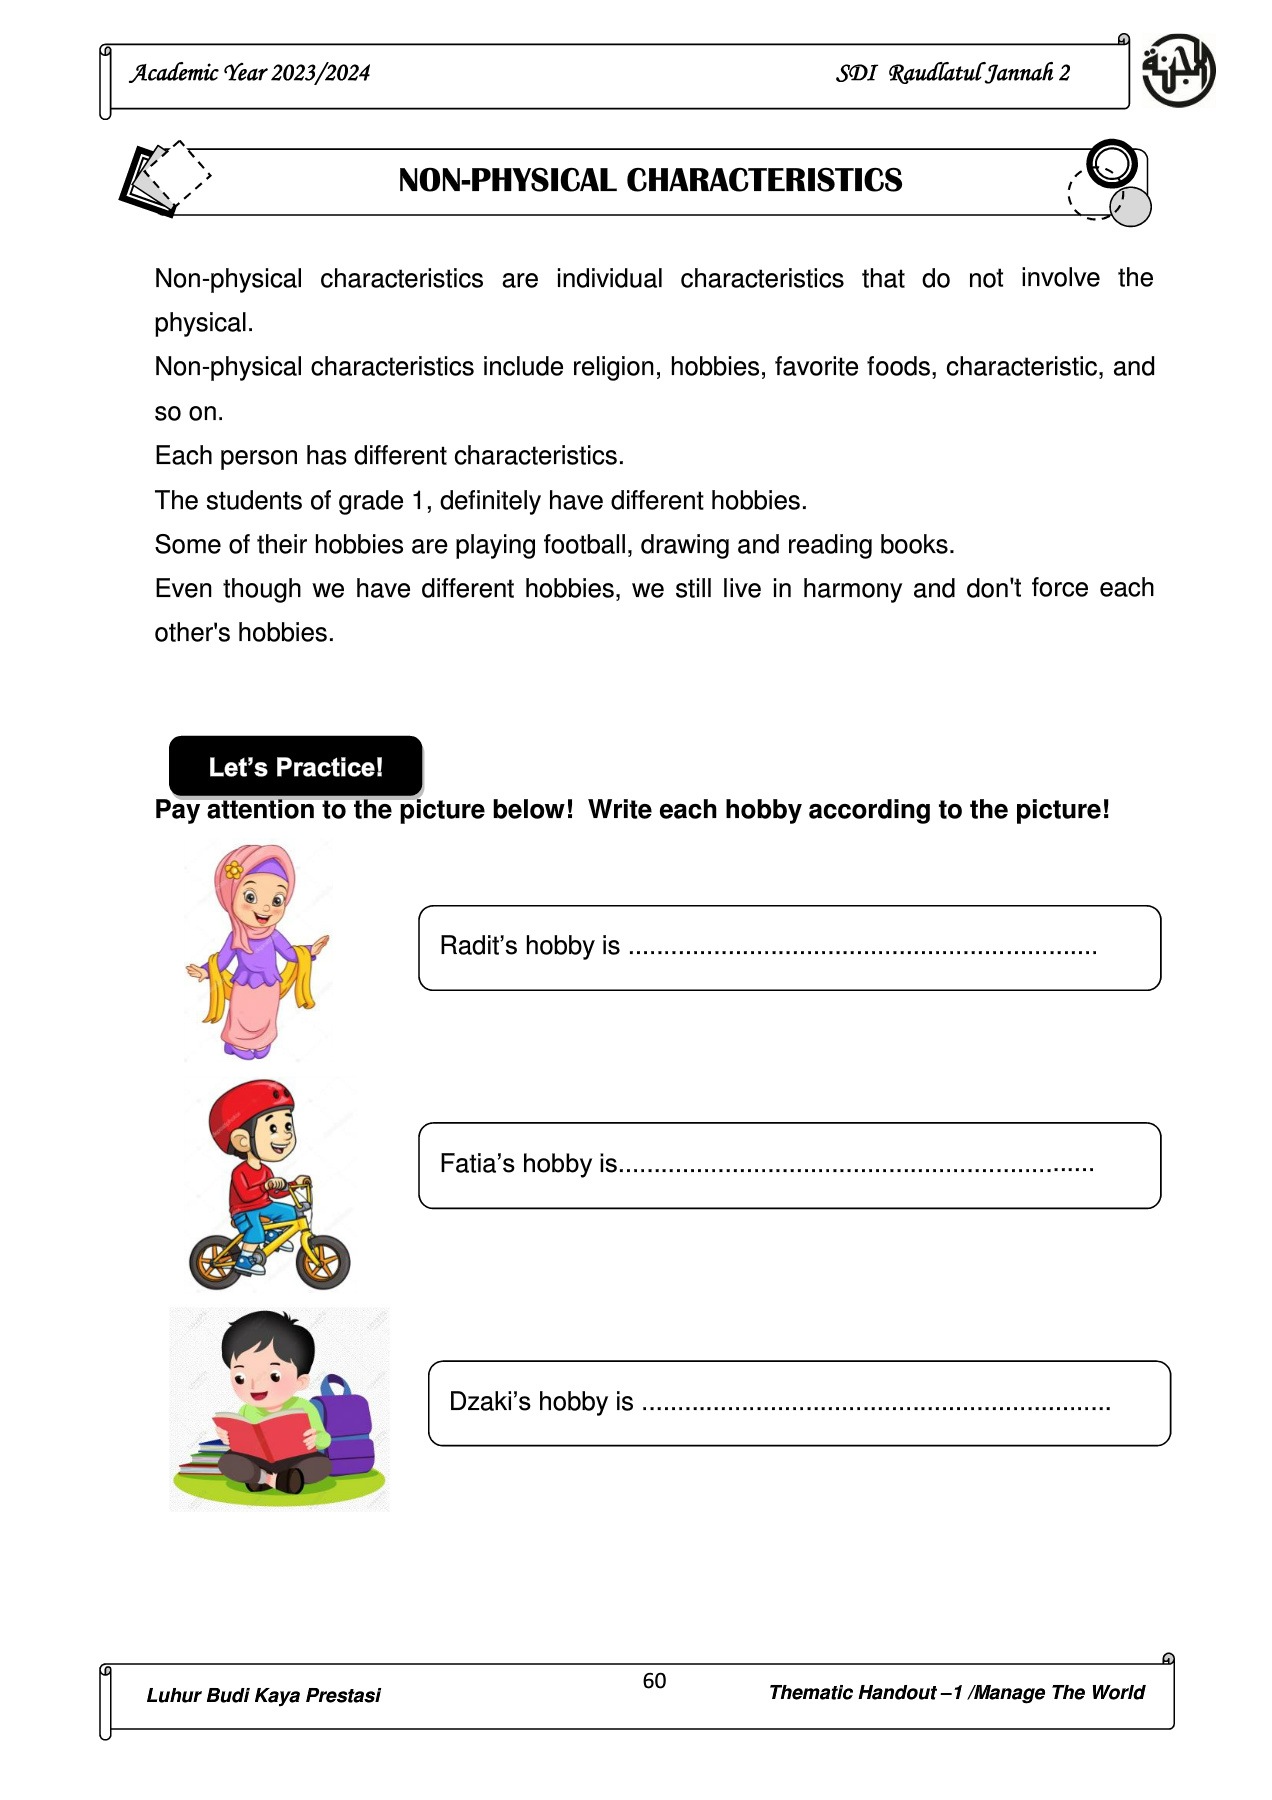 Academic Year 2023/2024 SDI Raudlatul Jannah 2
NON-PHYSICAL CHARACTERISTICS
Non-physical characteristics are individual characteristics that do not involve the
physical.
Non-physical characteristics include religion, hobbies, favorite foods, characteristic, and
so on.
Each person has different characteristics.
The students of grade 1, definitely have different hobbies.
Some of their hobbies are playing football, drawing and reading books.
Even though we have different hobbies, we still live in harmony and don't force each
other's hobbies.
Let's Practice!
Pay attention to the picture below! Write each hobby according to the picture!
Radit’s hobby is ..................................................................
Fatia’s hobby is...................................................................
Dzaki’s hobby is ..................................................................
60
Luhur Budi Kaya Prestasi Thematic Handout –1 /Manage The World